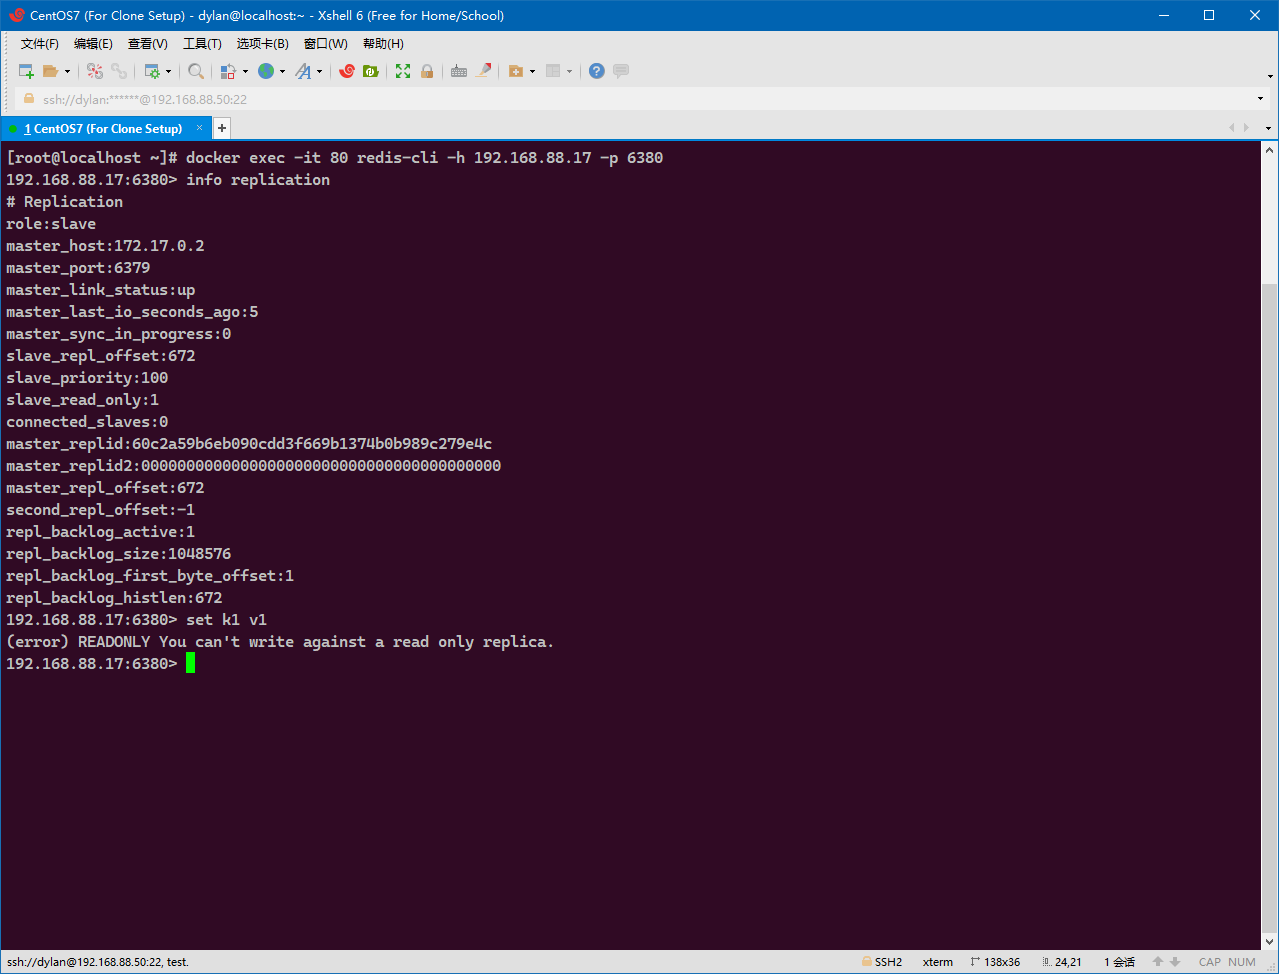 CentOS7 (For Clone Setup) - dylan@localhost:~ - Xshell 6 (Free for Home/School)
文件(F) 编辑(E) 查看(V) 工具(T) 选项卡(B) 窗口(W) 帮助(H)
ssh://dylan:******@192.168.88.50:22
1 CentOS7 (For Clone Setup) × +
[root@localhost ~]# docker exec -it 80 redis-cli -h 192.168.88.17 -p 6380
192.168.88.17:6380> info replication
# Replication
role:slave
master_host:172.17.0.2
master_port:6379
master_link_status:up
master_last_io_seconds_ago:5
master_sync_in_progress:0
slave_repl_offset:672
slave_priority:100
slave_read_only:1
connected_slaves:0
master_replid:60c2a59b6eb090cdd3f669b1374b0b989c279e4c
master_replid2:0000000000000000000000000000000000000000
master_repl_offset:672
second_repl_offset:-1
repl_backlog_active:1
repl_backlog_size:1048576
repl_backlog_first_byte_offset:1
repl_backlog_histlen:672
192.168.88.17:6380> set k1 v1
(error) READONLY You can't write against a read only replica.
192.168.88.17:6380>
ssh://dylan@192.168.88.50:22, test. SSH2 xterm 138x36 24,21 1 会话 CAP NUM